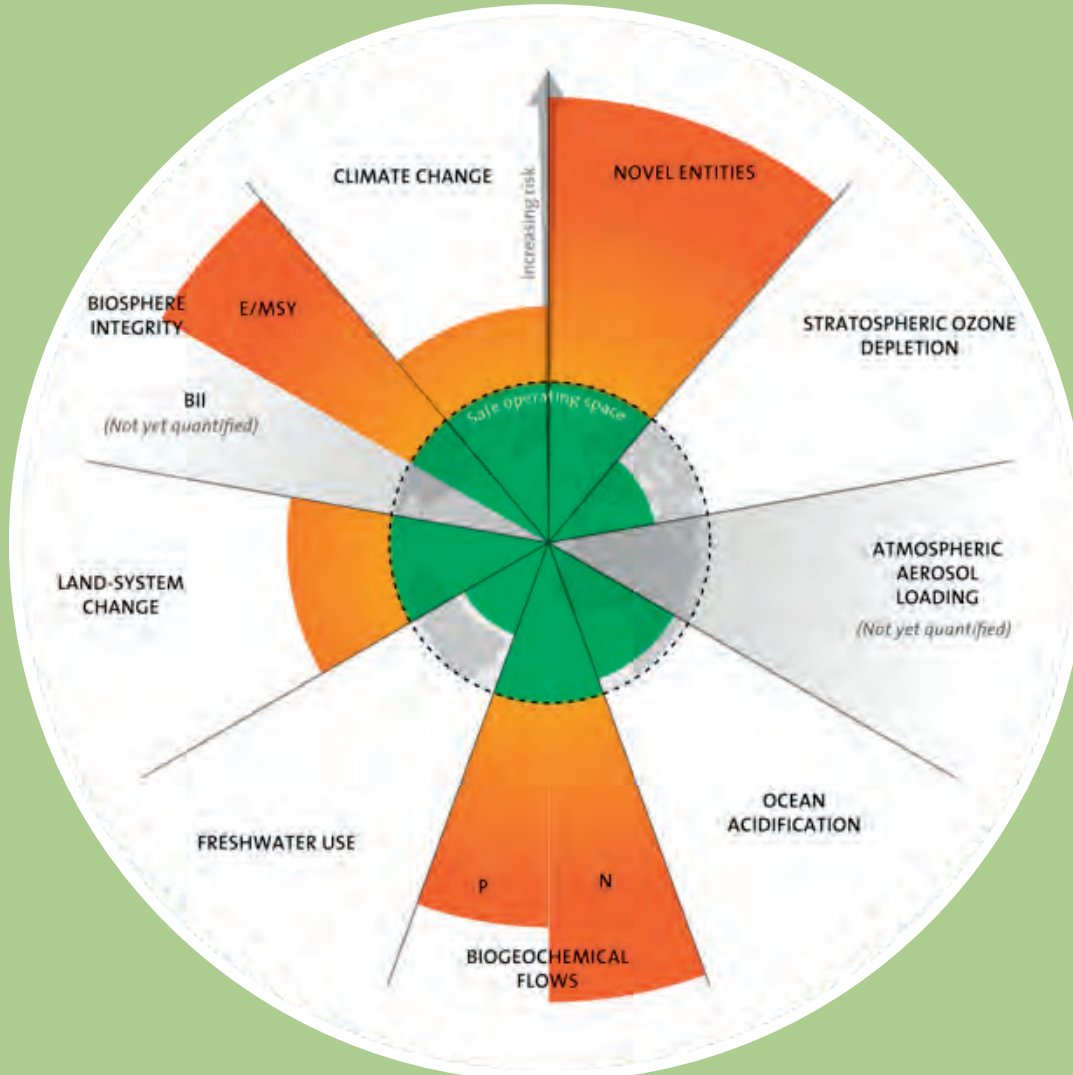 CLIMATE CHANGE
increasing risk
NOVEL ENTITIES
BIOSPHERE
INTEGRITY
E/MSY
STRATOSPHERIC OZONE
DEPLETION
BII
(Not yet quantified)
Safe operating space
ATMOSPHERIC
AEROSOL
LOADING
(Not yet quantified)
LAND-SYSTEM
CHANGE
OCEAN
ACIDIFICATION
FRESHWATER USE
P
N
BIOGEOCHEMICAL
FLOWS